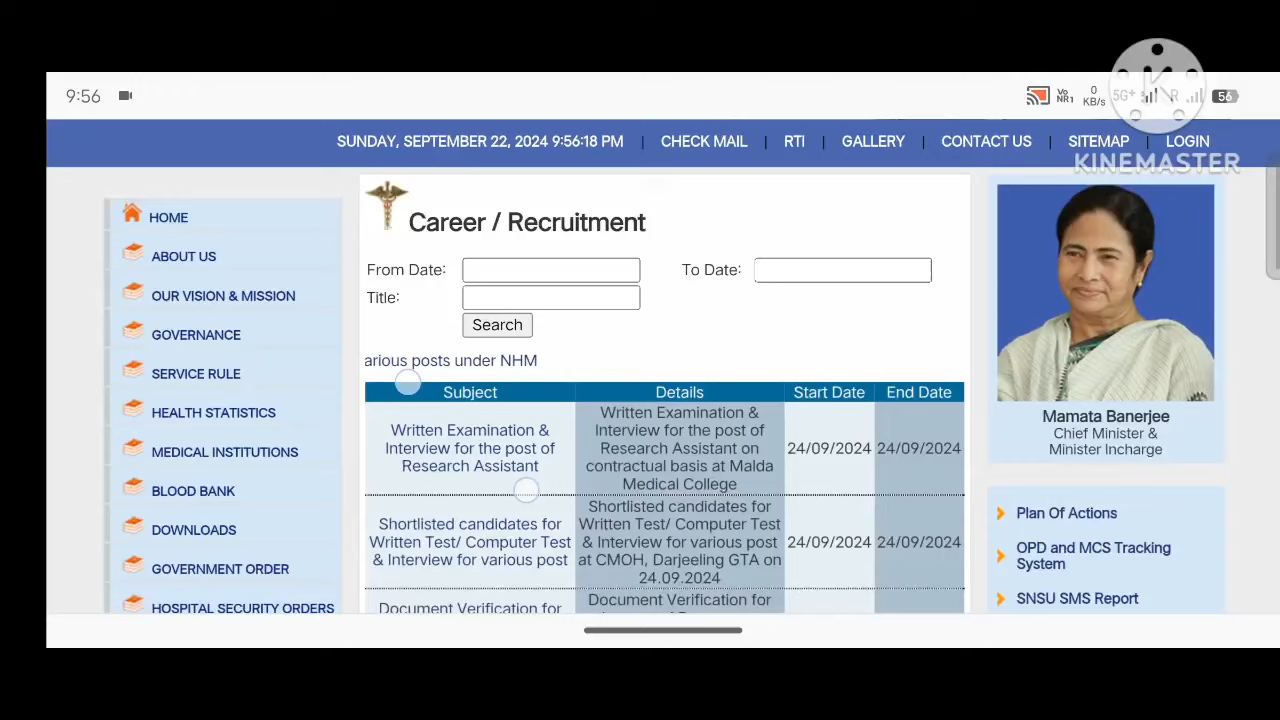 9:56
Vo NR1
0 KB/s
5G+
R
56
KINEMASTER
SUNDAY, SEPTEMBER 22, 2024 9:56:18 PM | CHECK MAIL | RTI | GALLERY | CONTACT US | SITEMAP | LOGIN
HOME
ABOUT US
OUR VISION & MISSION
GOVERNANCE
SERVICE RULE
HEALTH STATISTICS
MEDICAL INSTITUTIONS
BLOOD BANK
DOWNLOADS
GOVERNMENT ORDER
HOSPITAL SECURITY ORDERS
Career / Recruitment
From Date: To Date:
Title:
Search
arious posts under NHM
Subject Details Start Date End Date
Written Examination &
Interview for the post of
Research Assistant
Written Examination &
Interview for the post of
Research Assistant on
contractual basis at Malda
Medical College
24/09/2024 24/09/2024
Shortlisted candidates for
Written Test/ Computer Test
& Interview for various post
Shortlisted candidates for
Written Test/ Computer Test
& Interview for various post
at CMOH, Darjeeling GTA on
24.09.2024
24/09/2024 24/09/2024
Document Verification for
Document Verification for
Mamata Banerjee
Chief Minister &
Minister Incharge
Plan Of Actions
OPD and MCS Tracking
System
SNSU SMS Report